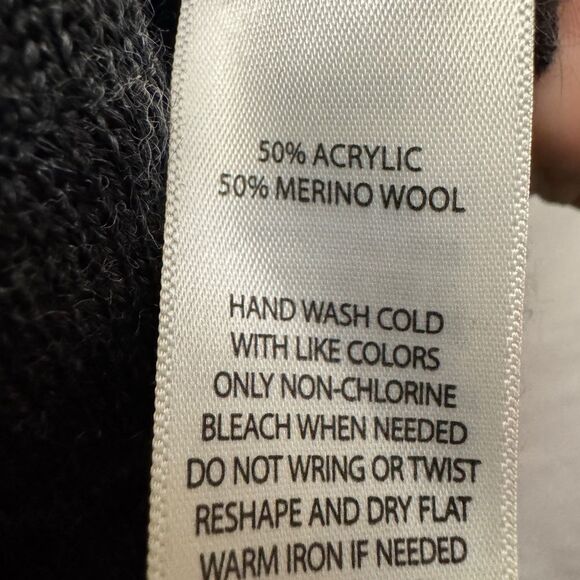 50% ACRYLIC
50% MERINO WOOL
HAND WASH COLD
WITH LIKE COLORS
ONLY NON-CHLORINE
BLEACH WHEN NEEDED
DO NOT WRING OR TWIST
RESHAPE AND DRY FLAT
WARM IRON IF NEEDED